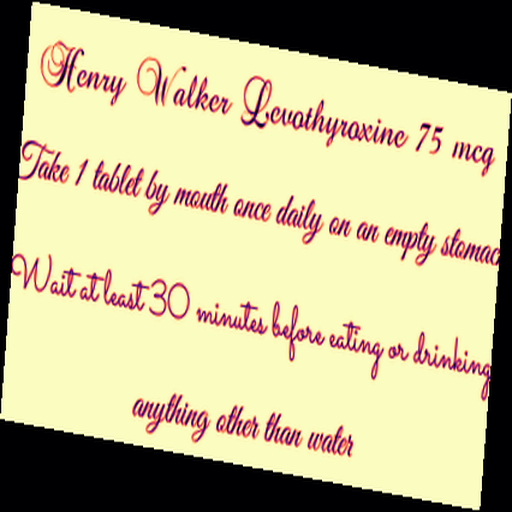 Henry Walker Levothyroxine 75 mcg
Take 1 tablet by mouth once daily on an empty stomac
Wait at least 30 minutes before eating or drinking
anything other than water